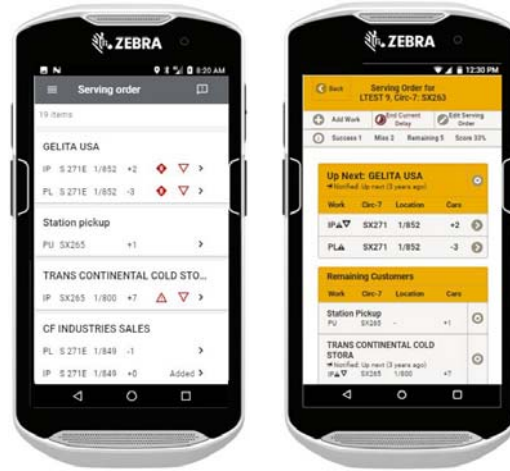 ZEBRA
8:20 AM
Serving order
19 items
GELITA USA
IP S 271E 1/852 +2
PL S 271E 1/852 -3
Station pickup
PU SX265 +1
TRANS CONTINENTAL COLD STO...
IP SX265 1/800 +7
CF INDUSTRIES SALES
PL S 271E 1/849 -1
IP S 271E 1/849 +0 Added
ZEBRA
12:30 PM
Back
Serving Order for
LTEST 9, Circ-7: SX263
Add Work
End Current
Delay
Edit Serving
Order
Success 1 Miss 2 Remaining 5 Score 33%
Up Next: GELITA USA
Notified: Up next (3 years ago)
Work Circ-7 Location Cars
IP SX271 1/852 +2
PL SX271 1/852 -3
Remaining Customers
Work Circ-7 Location Cars
Station Pickup
PU SX265 - +1
TRANS CONTINENTAL COLD
STORA
Notified: Up next (3 years ago)
IP SX265 1/800 +7